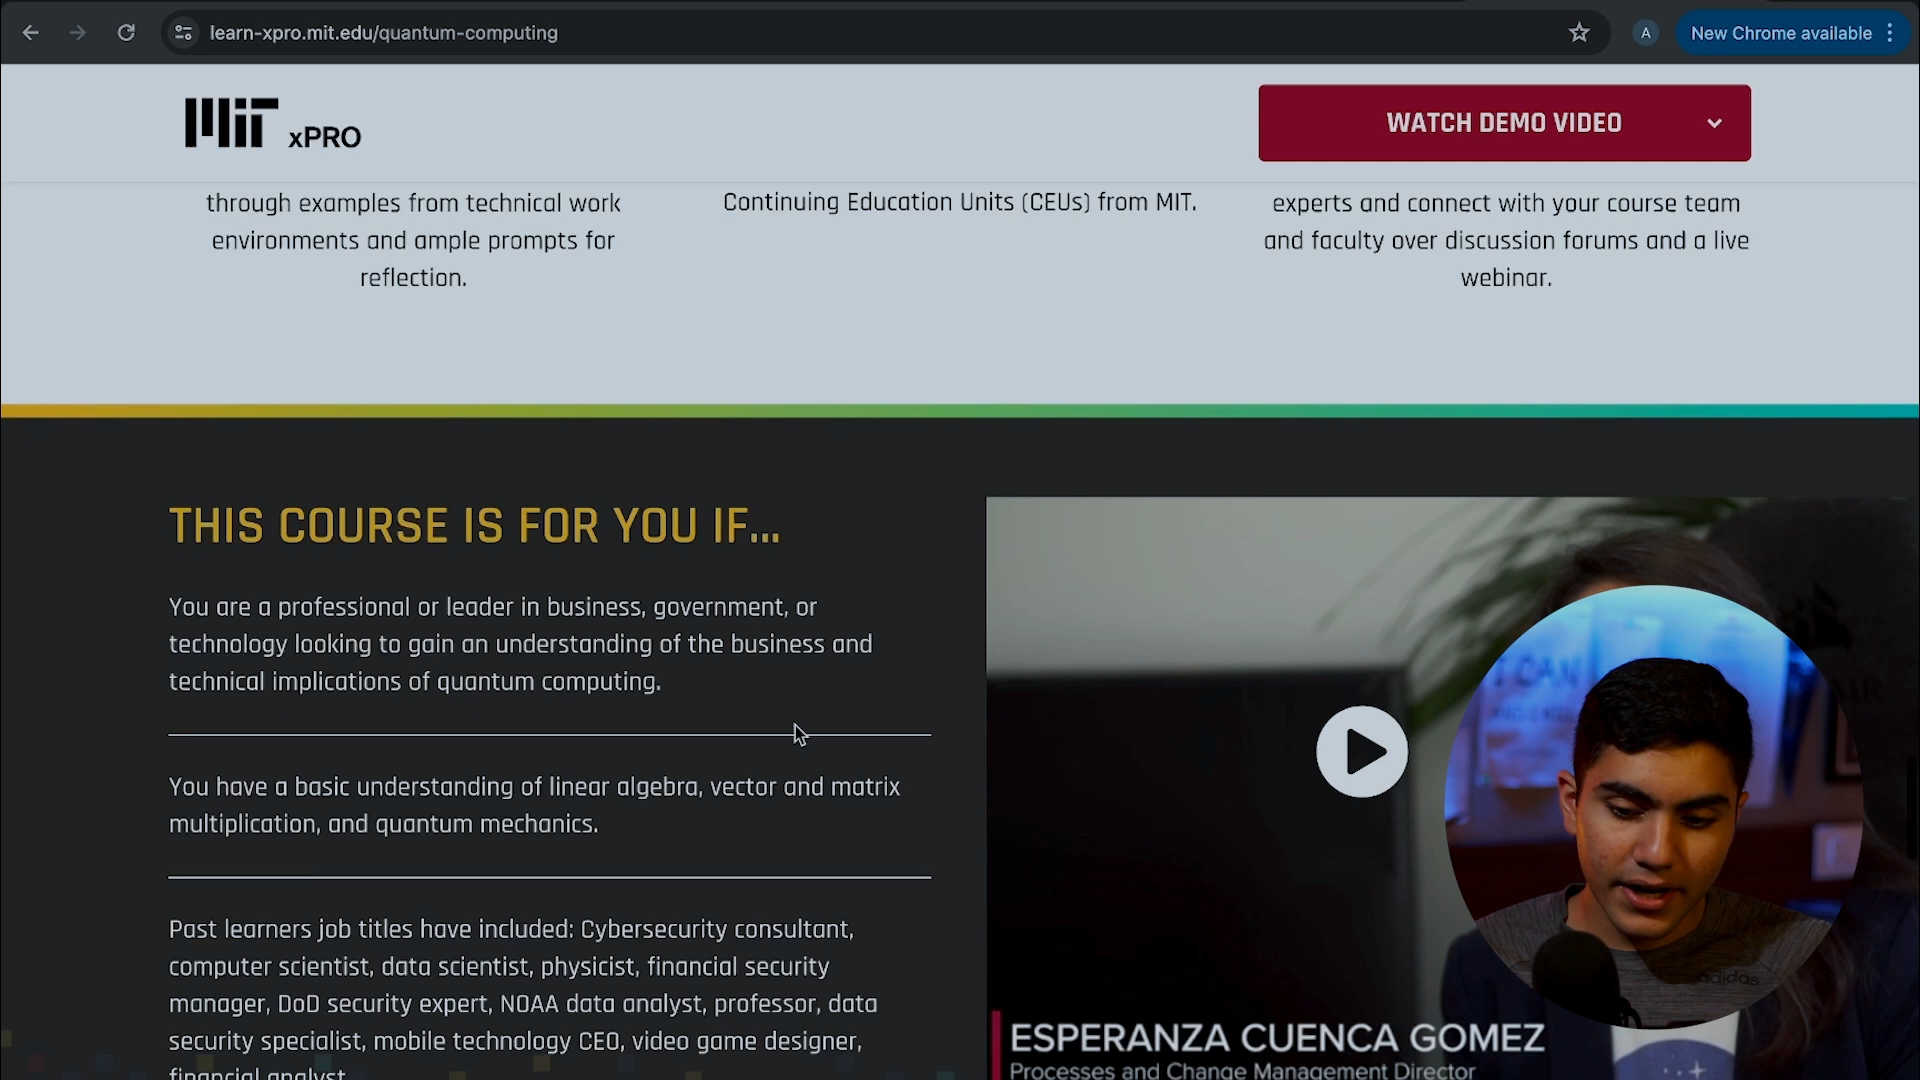 learn-xpro.mit.edu/quantum-computing
A
New Chrome available
MIT xPRO
WATCH DEMO VIDEO
through examples from technical work
environments and ample prompts for
reflection.
Continuing Education Units (CEUs) from MIT.
experts and connect with your course team
and faculty over discussion forums and a live
webinar.
THIS COURSE IS FOR YOU IF...
You are a professional or leader in business, government, or
technology looking to gain an understanding of the business and
technical implications of quantum computing.
You have a basic understanding of linear algebra, vector and matrix
multiplication, and quantum mechanics.
Past learners job titles have included: Cybersecurity consultant,
computer scientist, data scientist, physicist, financial security
manager, DoD security expert, NOAA data analyst, professor, data
security specialist, mobile technology CEO, video game designer,
financial analyst
I CAN
adidas
ESPERANZA CUENCA GOMEZ
Processes and Change Management Director